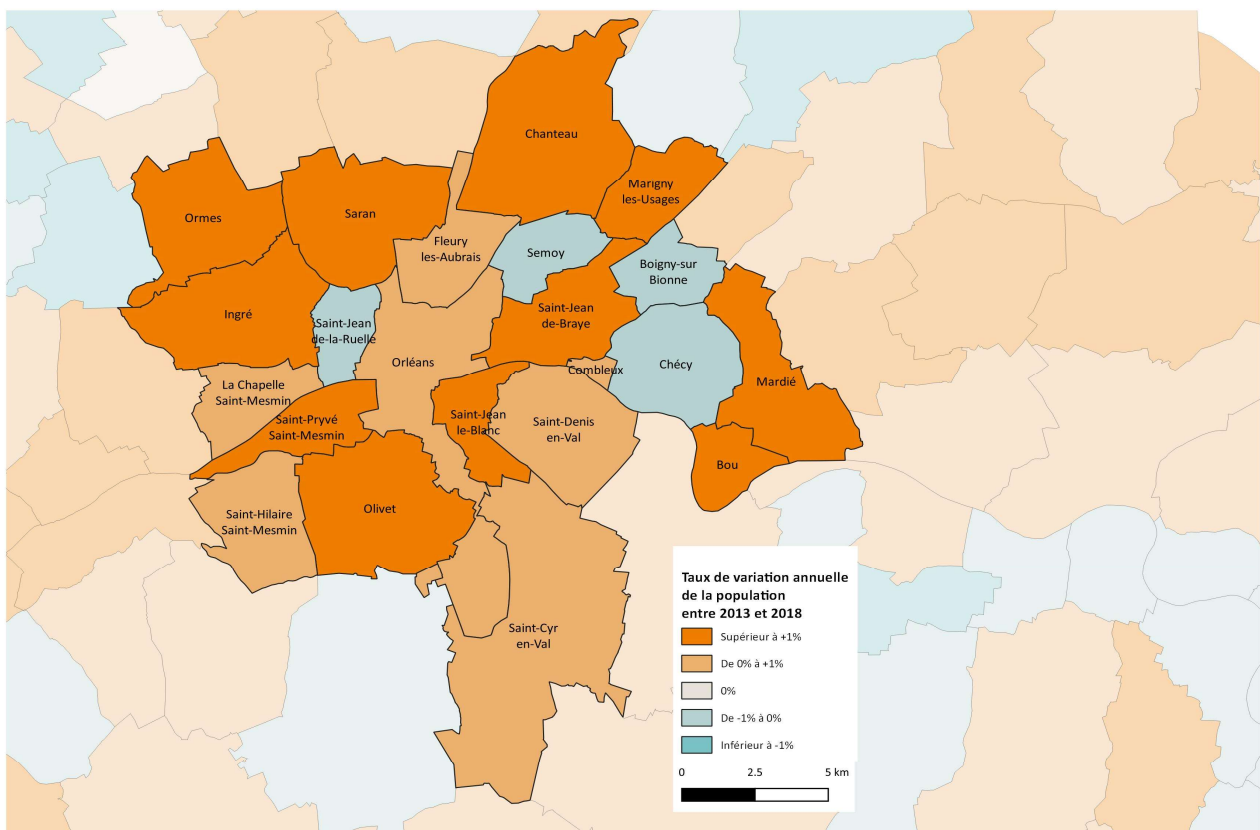 Chanteau
Marigny
les-Usages
Ormes
Saran
Fleury
les-Aubrais
Semoy
Boigny-sur
Bionne
Ingré
Saint-Jean
de-la-Ruelle
Saint-Jean
de-Braye
Orléans
Combleux
Chécy
Mardié
La Chapelle
Saint-Mesmin
Saint-Pryvé
Saint-Mesmin
Saint-Jean
le-Blanc
Saint-Denis
en-Val
Bou
Saint-Hilaire
Saint-Mesmin
Olivet
Saint-Cyr
en-Val
Taux de variation annuelle
de la population
entre 2013 et 2018
Supérieur à +1%
De 0% à +1%
0%
De -1% à 0%
Inférieur à -1%
0 2.5 5 km